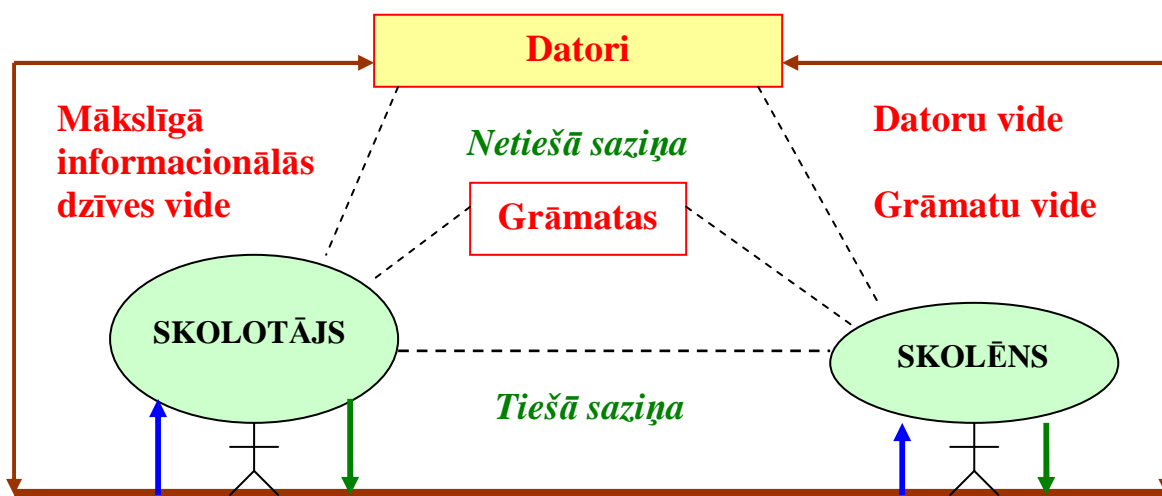 Datori
Mākslīgā
informacionālās
dzīves vide
Netiešā saziņa
Datoru vide
Grāmatas
Grāmatu vide
SKOLOTĀJS
SKOLĒNS
Tiešā saziņa